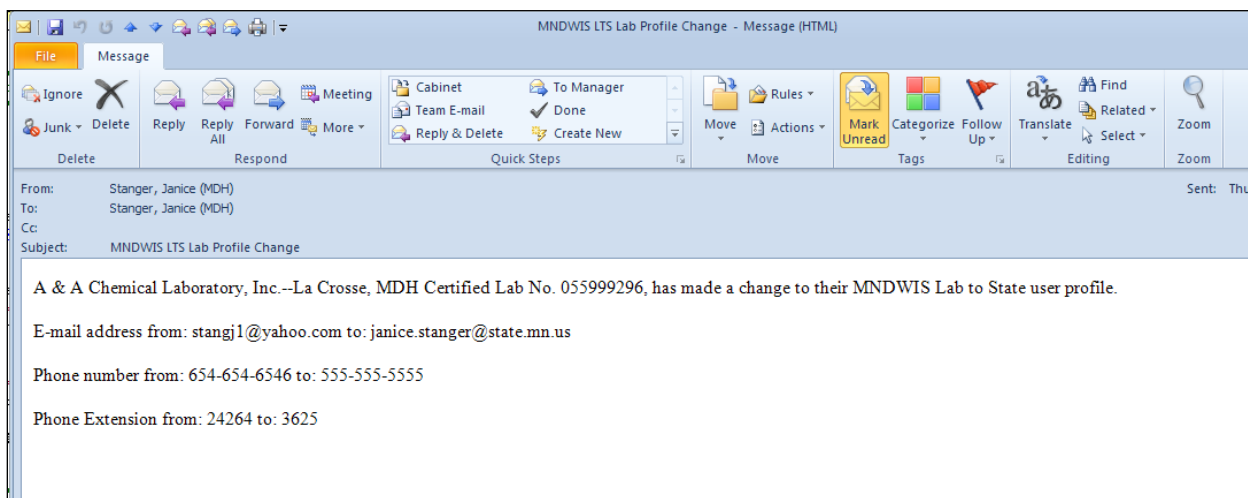 MNDWIS LTS Lab Profile Change - Message (HTML)
File Message
Ignore
Junk
Delete
Reply
Reply All
Forward
Meeting
More
Cabinet
Team E-mail
Reply & Delete
To Manager
Done
Create New
Move
Rules
Actions
Mark Unread
Categorize
Follow Up
Translate
Find
Related
Select
Zoom
Delete Respond Quick Steps Move Tags Editing Zoom
From: Stanger, Janice (MDH) Sent: Thu
To: Stanger, Janice (MDH)
Cc:
Subject: MNDWIS LTS Lab Profile Change
A & A Chemical Laboratory, Inc.--La Crosse, MDH Certified Lab No. 055999296, has made a change to their MNDWIS Lab to State user profile.
E-mail address from: stangj1@yahoo.com to: janice.stanger@state.mn.us
Phone number from: 654-654-6546 to: 555-555-5555
Phone Extension from: 24264 to: 3625